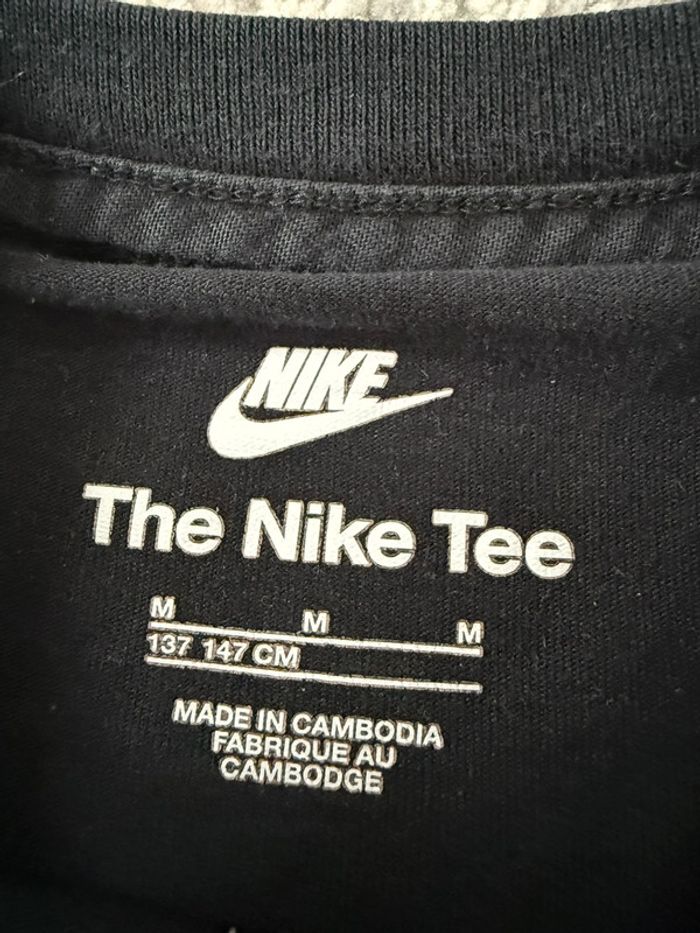 NIKE
The Nike Tee
M M M
137 147 CM
MADE IN CAMBODIA
FABRIQUE AU
CAMBODGE